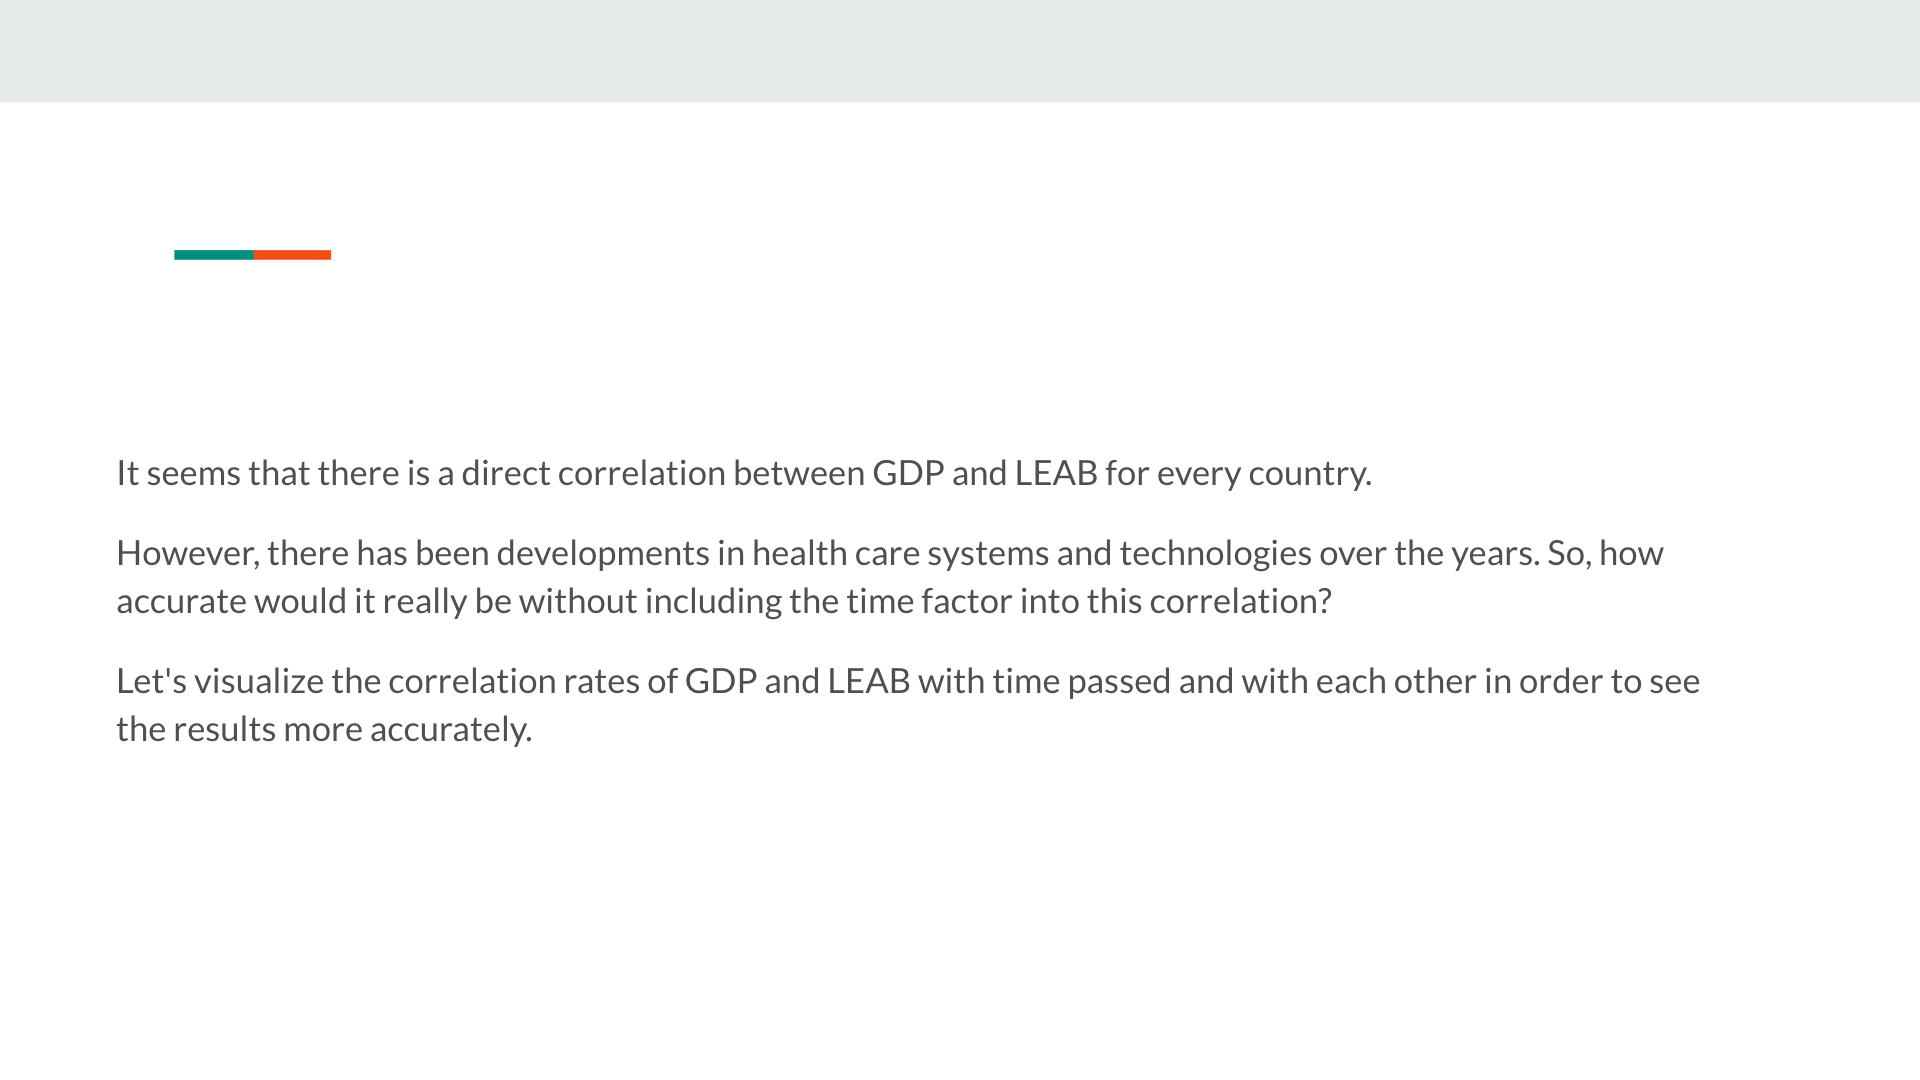 It seems that there is a direct correlation between GDP and LEAB for every country.
However, there has been developments in health care systems and technologies over the years. So, how
accurate would it really be without including the time factor into this correlation?
Let's visualize the correlation rates of GDP and LEAB with time passed and with each other in order to see
the results more accurately.